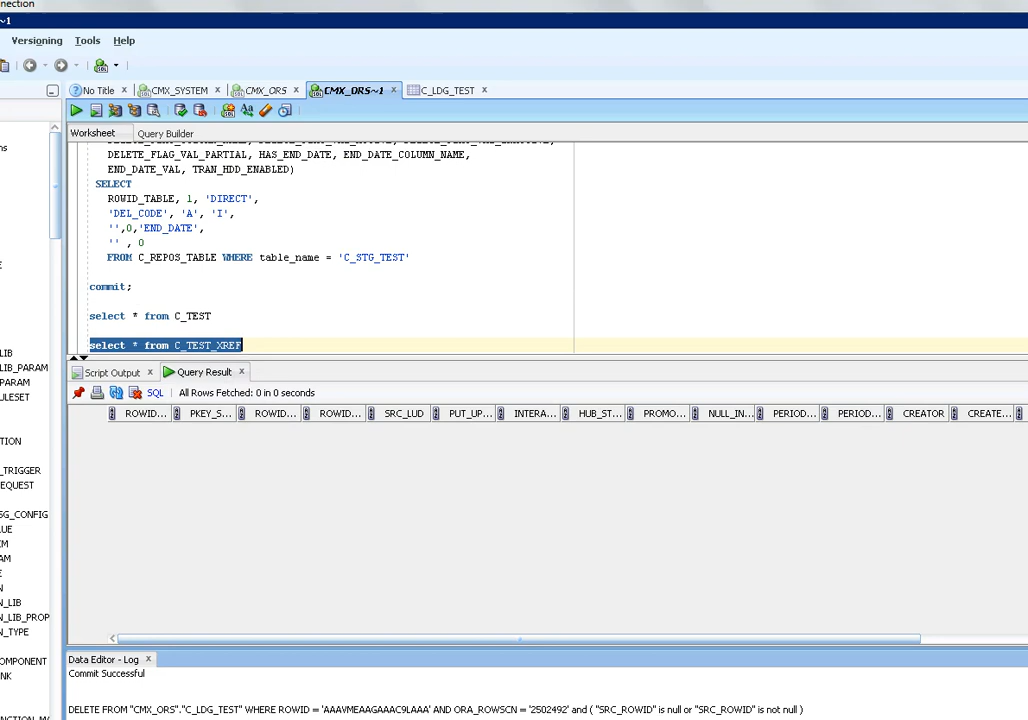 nection
~1
Versioning Tools Help
No Title CMX_SYSTEM CMX_ORS CMX_ORS~1 C_LDG_TEST
Worksheet Query Builder
DELETE_FLAG_VAL_PARTIAL, HAS_END_DATE, END_DATE_COLUMN_NAME,
END_DATE_VAL, TRAN_HDD_ENABLED)
SELECT
ROWID_TABLE, 1, 'DIRECT',
'DEL_CODE', 'A', 'I',
'',0,'END_DATE',
'' , 0
FROM C_REPOS_TABLE WHERE table_name = 'C_STG_TEST'
commit;
select * from C_TEST
select * from C_TEST_XREF
Script Output Query Result
SQL All Rows Fetched: 0 in 0 seconds
ROWID... PKEY_S... ROWID... ROWID... SRC_LUD PUT_UP... INTERA... HUB_ST... PROMO... NULL_IN... PERIOD... PERIOD... CREATOR CREATE...
ns
E
LIB
LIB_PARAM
PARAM
ULESET
TION
_TRIGGER
EQUEST
SG_CONFIG
LUE
EM
AM
E
N
N_LIB
N_LIB_PROP
N_TYPE
OMPONENT
NK
Data Editor - Log
Commit Successful
DELETE FROM "CMX_ORS"."C_LDG_TEST" WHERE ROWID = 'AAAVMEAAGAAAC9LAAA' AND ORA_ROWSCN = '2502492' and ( "SRC_ROWID" is null or "SRC_ROWID" is not null )